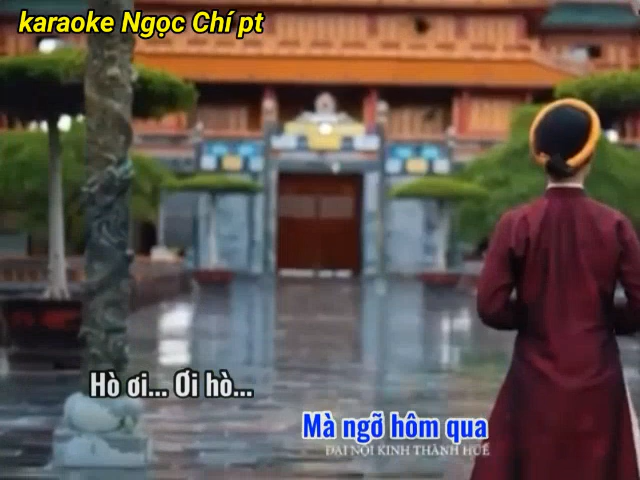 karaoke Ngọc Chí pt
Hò ơi... Ơi hò...
Mà ngỡ hôm qua
ĐẠI NỘI KINH THÀNH HUẾ